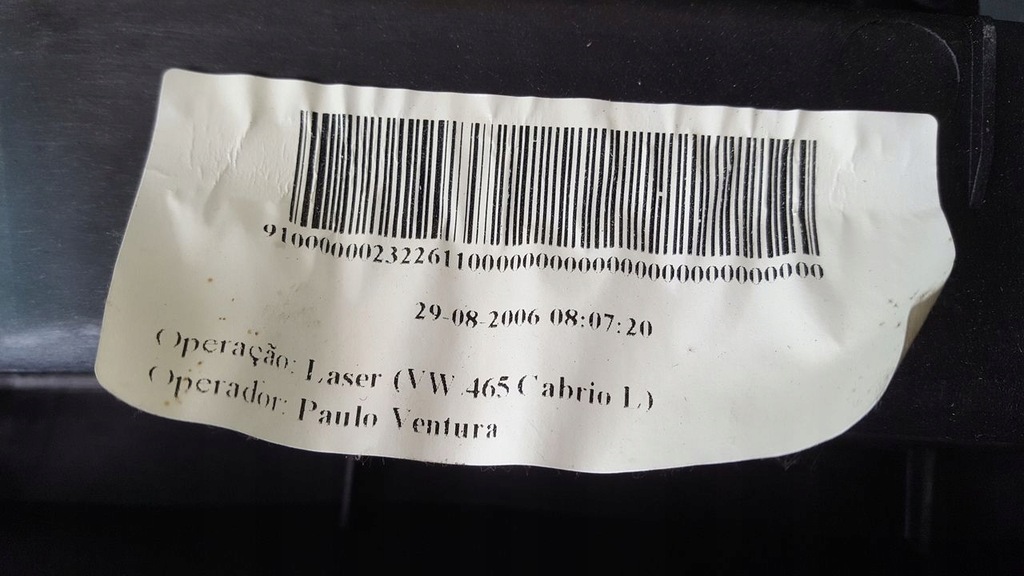 9100000023226110000000000000000000000000
29-08-2006 08:07:20
Operação: Laser (VW 465 Cabrio L)
Operador: Paulo Ventura